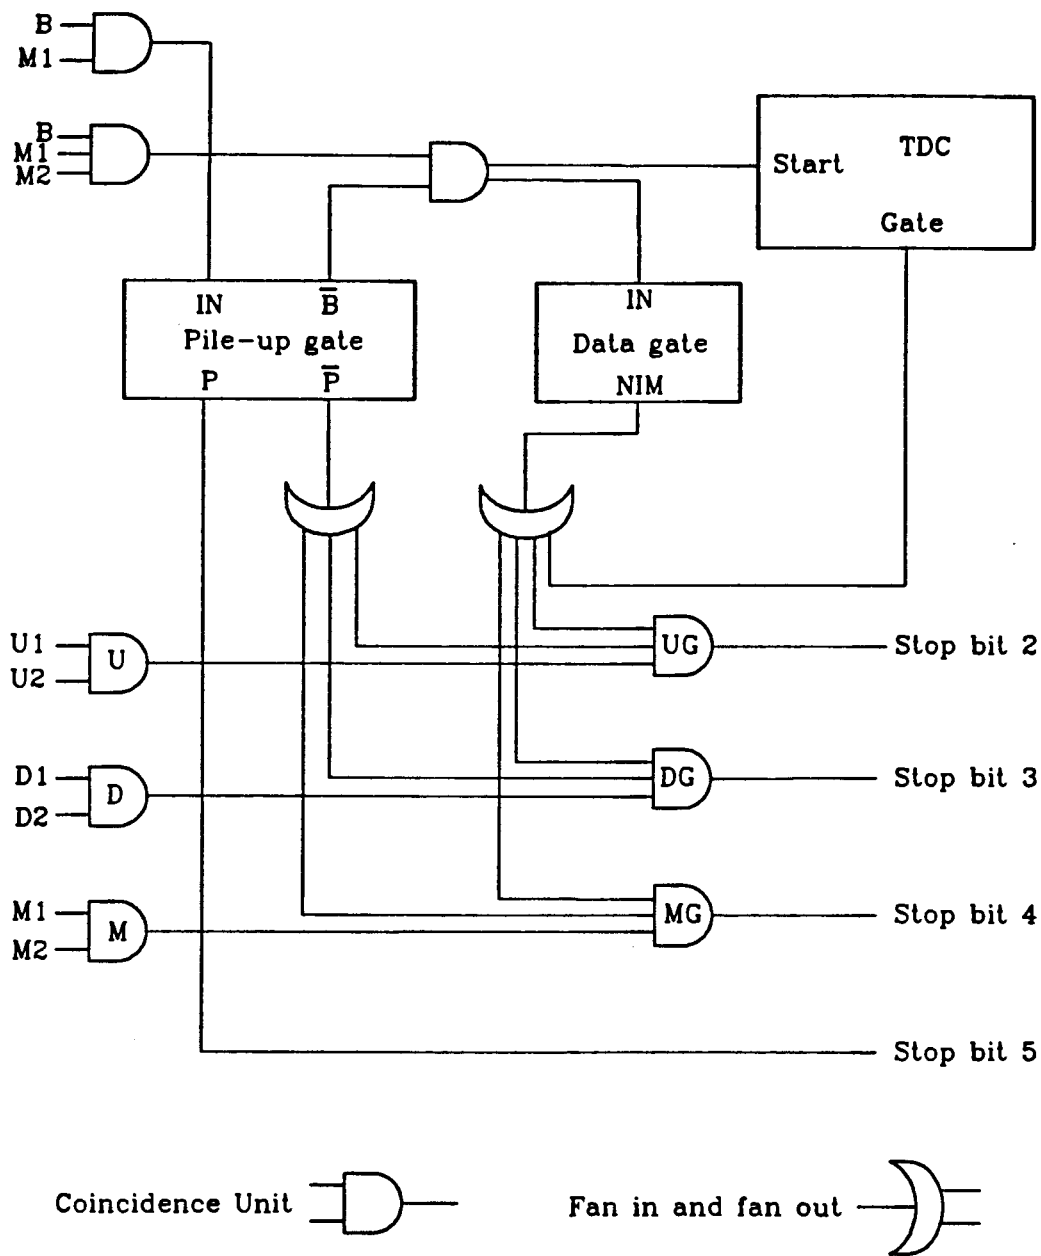 B
M1
B
M1
M2
TDC
Start
Gate
IN B̅
Pile-up gate
P P̅
IN
Data gate
NIM
U1
U2
U
UG
Stop bit 2
D1
D2
D
DG
Stop bit 3
M1
M2
M
MG
Stop bit 4
Stop bit 5
Coincidence Unit
Fan in and fan out